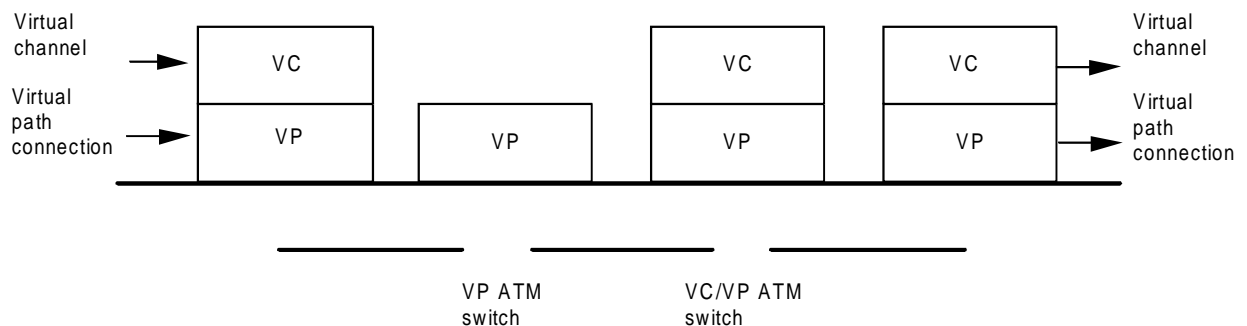 Virtual
channel
Virtual
path
connection
VC
VP
VP
VC
VP
VC
VP
Virtual
channel
Virtual
path
connection
VP ATM
switch
VC/VP ATM
switch